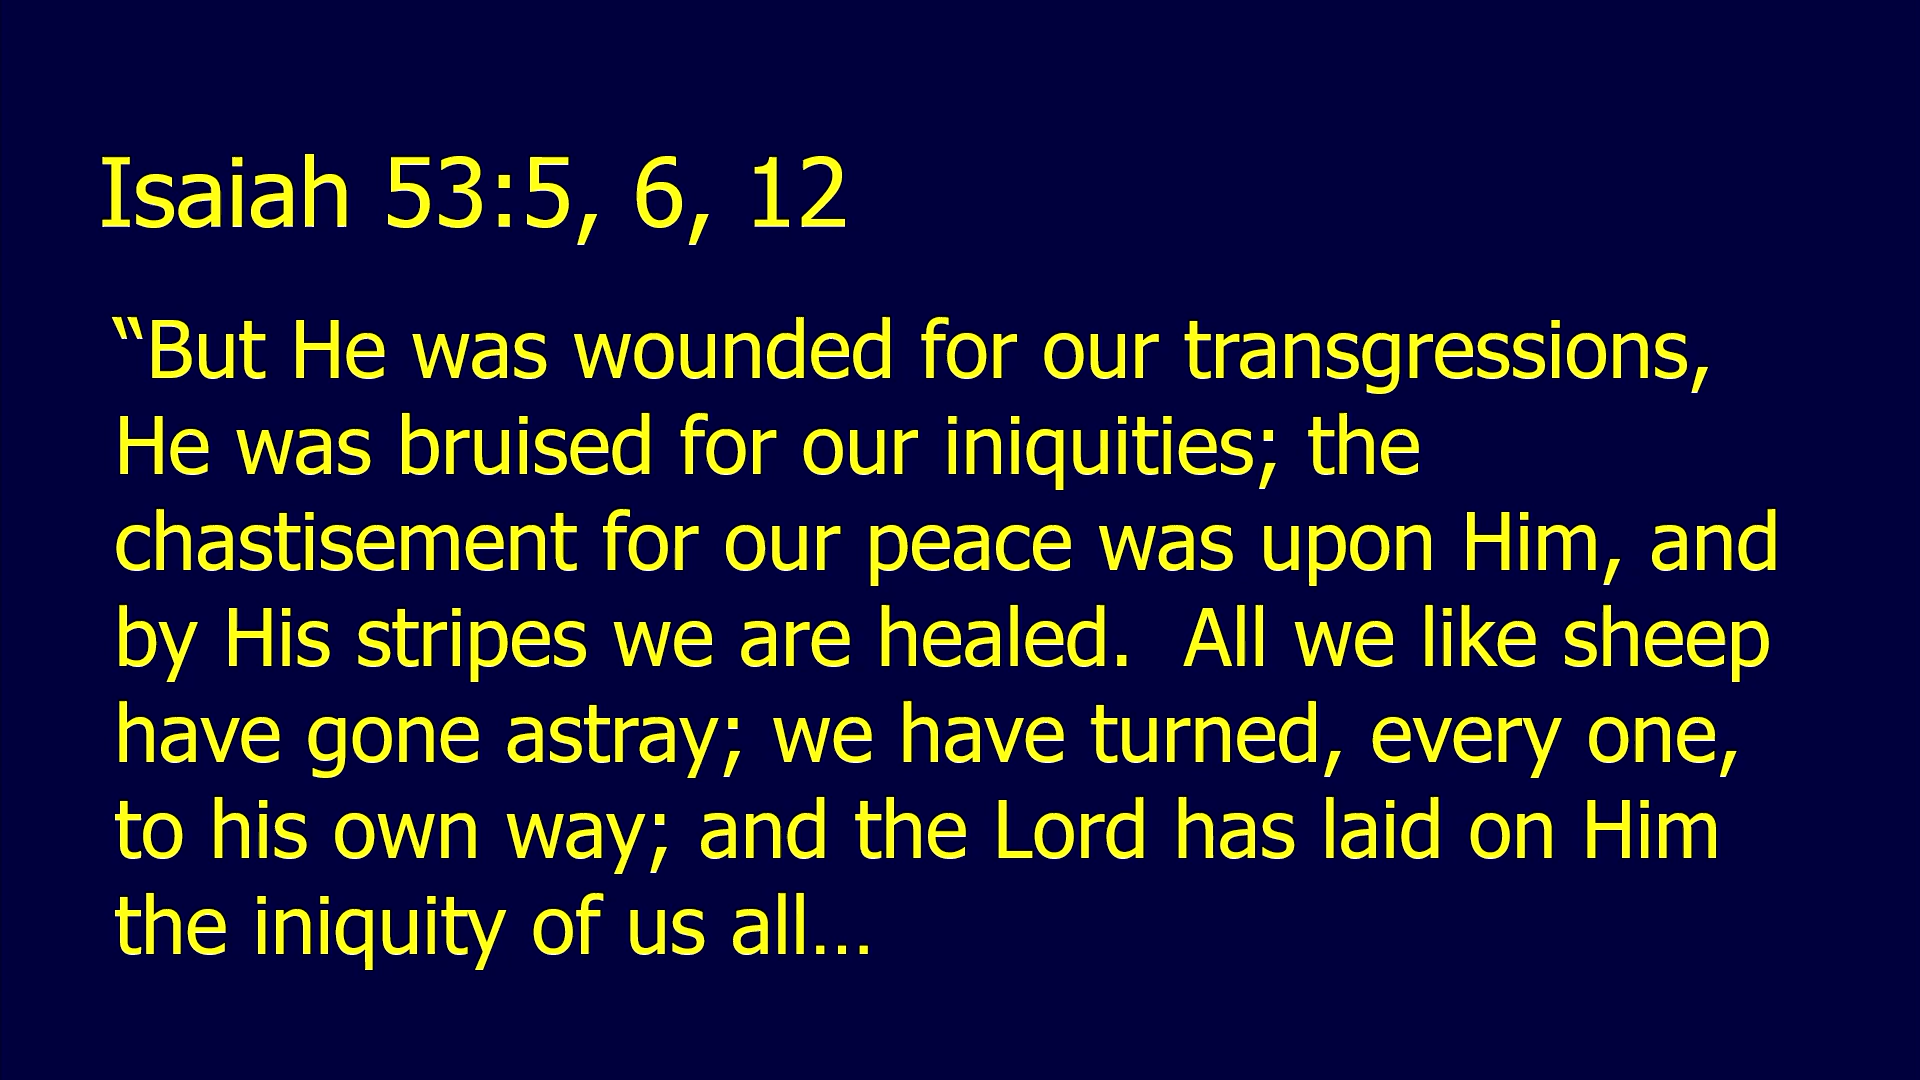 Isaiah 53:5, 6, 12
“But He was wounded for our transgressions,
He was bruised for our iniquities; the
chastisement for our peace was upon Him, and
by His stripes we are healed.  All we like sheep
have gone astray; we have turned, every one,
to his own way; and the Lord has laid on Him
the iniquity of us all…